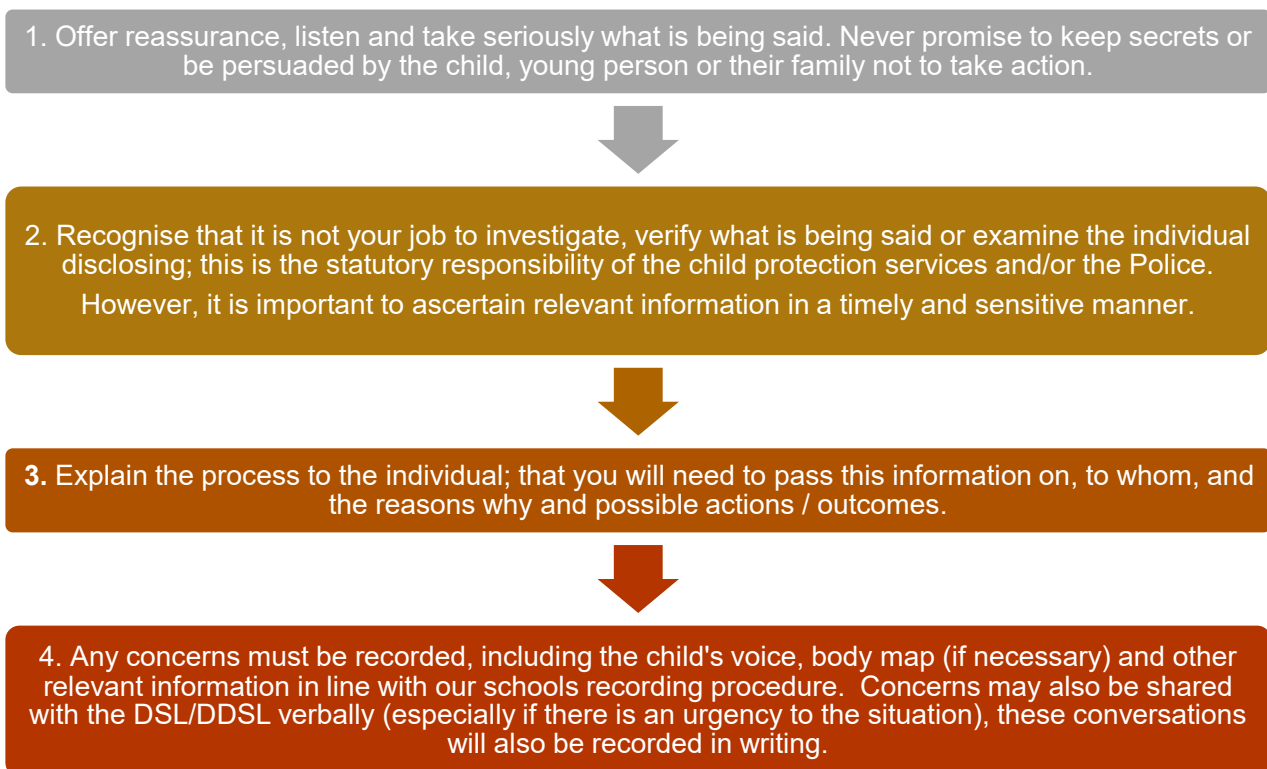 1. Offer reassurance, listen and take seriously what is being said. Never promise to keep secrets or
be persuaded by the child, young person or their family not to take action.
2. Recognise that it is not your job to investigate, verify what is being said or examine the individual
disclosing; this is the statutory responsibility of the child protection services and/or the Police.
However, it is important to ascertain relevant information in a timely and sensitive manner.
3. Explain the process to the individual; that you will need to pass this information on, to whom, and
the reasons why and possible actions / outcomes.
4. Any concerns must be recorded, including the child's voice, body map (if necessary) and other
relevant information in line with our schools recording procedure.  Concerns may also be shared
with the DSL/DDSL verbally (especially if there is an urgency to the situation), these conversations
will also be recorded in writing.